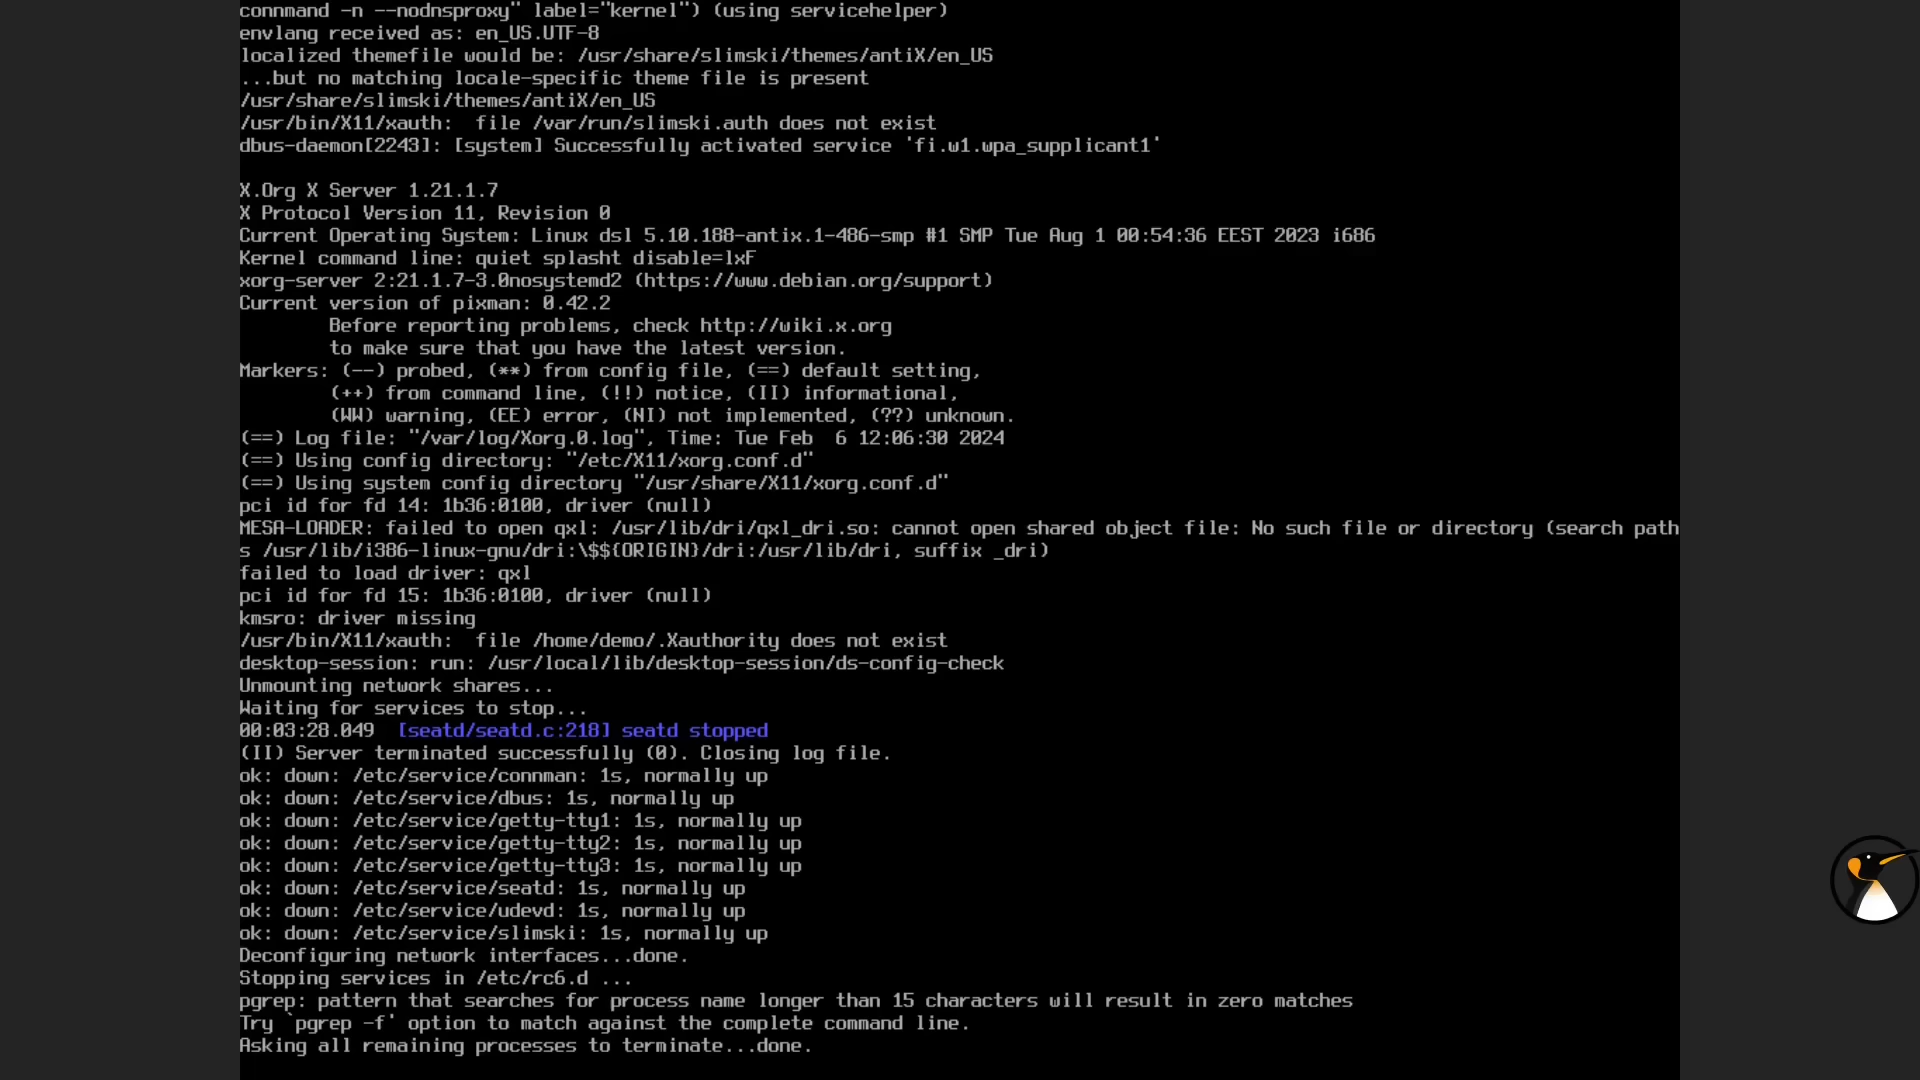 connmand -n --nodnsproxy" label="kernel") (using servicehelper)
envlang received as: en_US.UTF-8
localized themefile would be: /usr/share/slimski/themes/antiX/en_US
...but no matching locale-specific theme file is present
/usr/share/slimski/themes/antiX/en_US
/usr/bin/X11/xauth:  file /var/run/slimski.auth does not exist
dbus-daemon[2243]: [system] Successfully activated service 'fi.w1.wpa_supplicant1'
X.Org X Server 1.21.1.7
X Protocol Version 11, Revision 0
Current Operating System: Linux dsl 5.10.188-antix.1-486-smp #1 SMP Tue Aug 1 00:54:36 EEST 2023 i686
Kernel command line: quiet splasht disable=lxF
xorg-server 2:21.1.7-3.0nosystemd2 (https://www.debian.org/support)
Current version of pixman: 0.42.2
Before reporting problems, check http://wiki.x.org
to make sure that you have the latest version.
Markers: (--) probed, (**) from config file, (==) default setting,
(++) from command line, (!!) notice, (II) informational,
(WW) warning, (EE) error, (NI) not implemented, (??) unknown.
(==) Log file: "/var/log/Xorg.0.log", Time: Tue Feb  6 12:06:30 2024
(==) Using config directory: "/etc/X11/xorg.conf.d"
(==) Using system config directory "/usr/share/X11/xorg.conf.d"
pci id for fd 14: 1b36:0100, driver (null)
MESA-LOADER: failed to open qxl: /usr/lib/dri/qxl_dri.so: cannot open shared object file: No such file or directory (search path
s /usr/lib/i386-linux-gnu/dri:\$${ORIGIN}/dri:/usr/lib/dri, suffix _dri)
failed to load driver: qxl
pci id for fd 15: 1b36:0100, driver (null)
kmsro: driver missing
/usr/bin/X11/xauth:  file /home/demo/.Xauthority does not exist
desktop-session: run: /usr/local/lib/desktop-session/ds-config-check
Unmounting network shares...
Waiting for services to stop...
00:03:28.049  [seatd/seatd.c:218] seatd stopped
(II) Server terminated successfully (0). Closing log file.
ok: down: /etc/service/connman: 1s, normally up
ok: down: /etc/service/dbus: 1s, normally up
ok: down: /etc/service/getty-tty1: 1s, normally up
ok: down: /etc/service/getty-tty2: 1s, normally up
ok: down: /etc/service/getty-tty3: 1s, normally up
ok: down: /etc/service/seatd: 1s, normally up
ok: down: /etc/service/udevd: 1s, normally up
ok: down: /etc/service/slimski: 1s, normally up
Deconfiguring network interfaces...done.
Stopping services in /etc/rc6.d ...
pgrep: pattern that searches for process name longer than 15 characters will result in zero matches
Try `pgrep -f' option to match against the complete command line.
Asking all remaining processes to terminate...done.